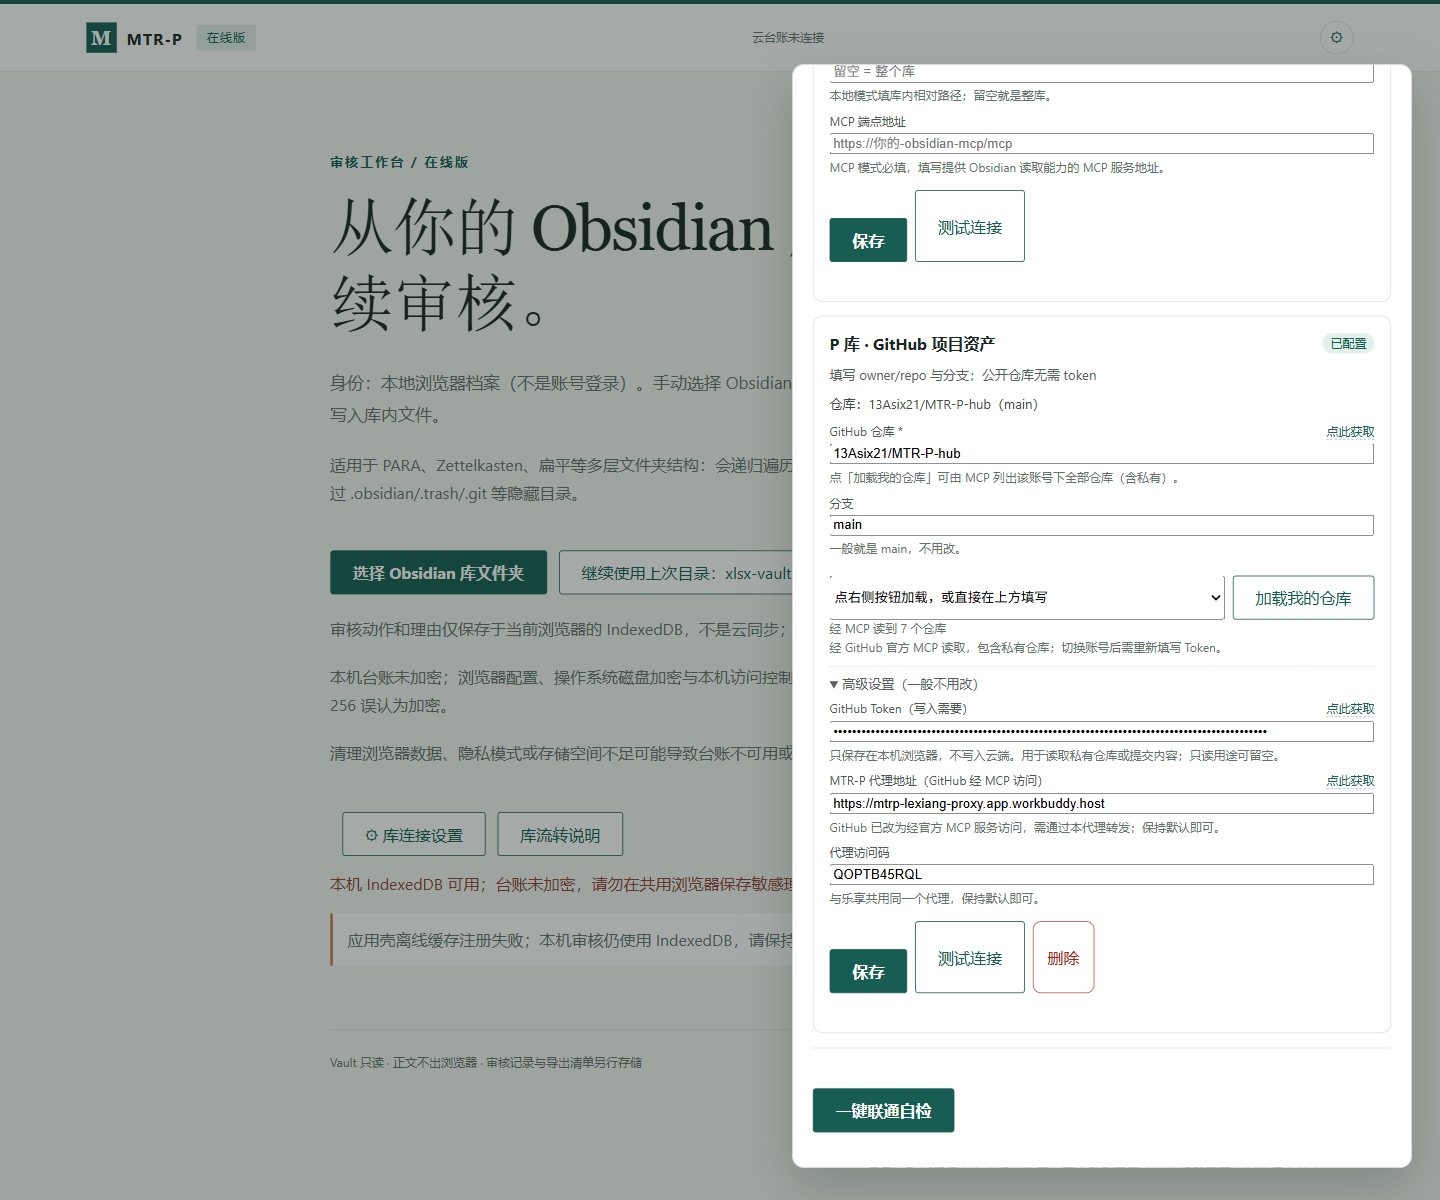 M MTR-P 在线版
云台账未连接
审核工作台 / 在线版
从你的 Obsidian
续审核。
身份：本地浏览器档案（不是账号登录）。手动选择 Obsidian
写入库内文件。
适用于 PARA、Zettelkasten、扁平等多层文件夹结构：会递归遍历
过 .obsidian/.trash/.git 等隐藏目录。
选择 Obsidian 库文件夹
继续使用上次目录：xlsx-vault
审核动作和理由仅保存于当前浏览器的 IndexedDB，不是云同步；
本机台账未加密；浏览器配置、操作系统磁盘加密与本机访问控制
256 误认为加密。
清理浏览器数据、隐私模式或存储空间不足可能导致台账不可用或
库连接设置
库流转说明
本机 IndexedDB 可用；台账未加密，请勿在共用浏览器保存敏感理
应用壳离线缓存注册失败；本机审核仍使用 IndexedDB，请保持
Vault 只读 · 正文不出浏览器 · 审核记录与导出清单另行存储
留空 = 整个库
本地模式填库内相对路径；留空就是整库。
MCP 端点地址
https://你的-obsidian-mcp/mcp
MCP 模式必填，填写提供 Obsidian 读取能力的 MCP 服务地址。
保存
测试连接
P 库 · GitHub 项目资产
已配置
填写 owner/repo 与分支；公开仓库无需 token
仓库：13Asix21/MTR-P-hub（main）
GitHub 仓库 *
点此获取
13Asix21/MTR-P-hub
点「加载我的仓库」可由 MCP 列出该账号下全部仓库（含私有）。
分支
main
一般就是 main，不用改。
点右侧按钮加载，或直接在上方填写
加载我的仓库
经 MCP 读到 7 个仓库
经 GitHub 官方 MCP 读取，包含私有仓库；切换账号后需重新填写 Token。
▼ 高级设置（一般不用改）
GitHub Token（写入需要）
点此获取
只保存在本机浏览器，不写入云端。用于读取私有仓库或提交内容；只读用途可留空。
MTR-P 代理地址（GitHub 经 MCP 访问）
点此获取
https://mtrp-lexiang-proxy.app.workbuddy.host
GitHub 已改为经官方 MCP 服务访问，需通过本代理转发；保持默认即可。
代理访问码
QOPTB45RQL
与乐享共用同一个代理，保持默认即可。
保存
测试连接
删除
一键联通自检